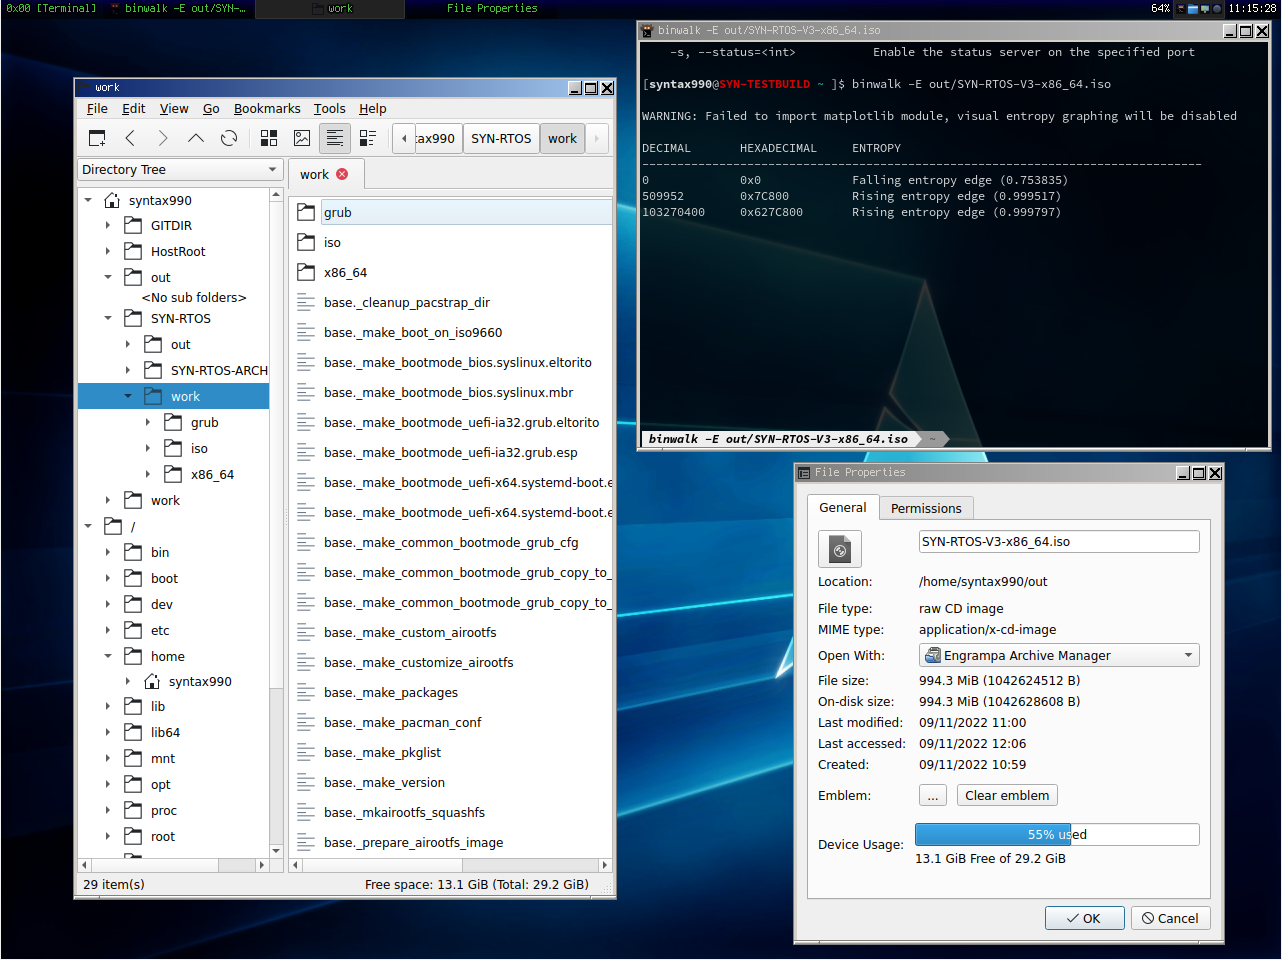 0x00 [Terminal]
binwalk -E out/SYN-...
work
File Properties
64%
11:15:28
work
File Edit View Go Bookmarks Tools Help
tax990 SYN-RTOS work
Directory Tree
syntax990
GITDIR
HostRoot
out
<No sub folders>
SYN-RTOS
out
SYN-RTOS-ARCH
work
grub
iso
x86_64
work
/
bin
boot
dev
etc
home
syntax990
lib
lib64
mnt
opt
proc
root
work
grub
iso
x86_64
base._cleanup_pacstrap_dir
base._make_boot_on_iso9660
base._make_bootmode_bios.syslinux.eltorito
base._make_bootmode_bios.syslinux.mbr
base._make_bootmode_uefi-ia32.grub.eltorito
base._make_bootmode_uefi-ia32.grub.esp
base._make_bootmode_uefi-x64.systemd-boot.e
base._make_bootmode_uefi-x64.systemd-boot.e
base._make_common_bootmode_grub_cfg
base._make_common_bootmode_grub_copy_to_
base._make_common_bootmode_grub_copy_to_
base._make_custom_airootfs
base._make_customize_airootfs
base._make_packages
base._make_pacman_conf
base._make_pkglist
base._make_version
base._mkairootfs_squashfs
base._prepare_airootfs_image
29 item(s)
Free space: 13.1 GiB (Total: 29.2 GiB)
binwalk -E out/SYN-RTOS-V3-x86_64.iso
-s, --status=<int> Enable the status server on the specified port
[syntax990@SYN-TESTBUILD ~ ]$ binwalk -E out/SYN-RTOS-V3-x86_64.iso
WARNING: Failed to import matplotlib module, visual entropy graphing will be disabled
DECIMAL HEXADECIMAL ENTROPY
--------------------------------------------------------------------------------
0 0x0 Falling entropy edge (0.753835)
509952 0x7C800 Rising entropy edge (0.999517)
103270400 0x627C800 Rising entropy edge (0.999797)
binwalk -E out/SYN-RTOS-V3-x86_64.iso ~
File Properties
General Permissions
SYN-RTOS-V3-x86_64.iso
Location: /home/syntax990/out
File type: raw CD image
MIME type: application/x-cd-image
Open With: Engrampa Archive Manager
File size: 994.3 MiB (1042624512 B)
On-disk size: 994.3 MiB (1042628608 B)
Last modified: 09/11/2022 11:00
Last accessed: 09/11/2022 12:06
Created: 09/11/2022 10:59
Emblem: ... Clear emblem
Device Usage: 55% used
13.1 GiB Free of 29.2 GiB
OK Cancel